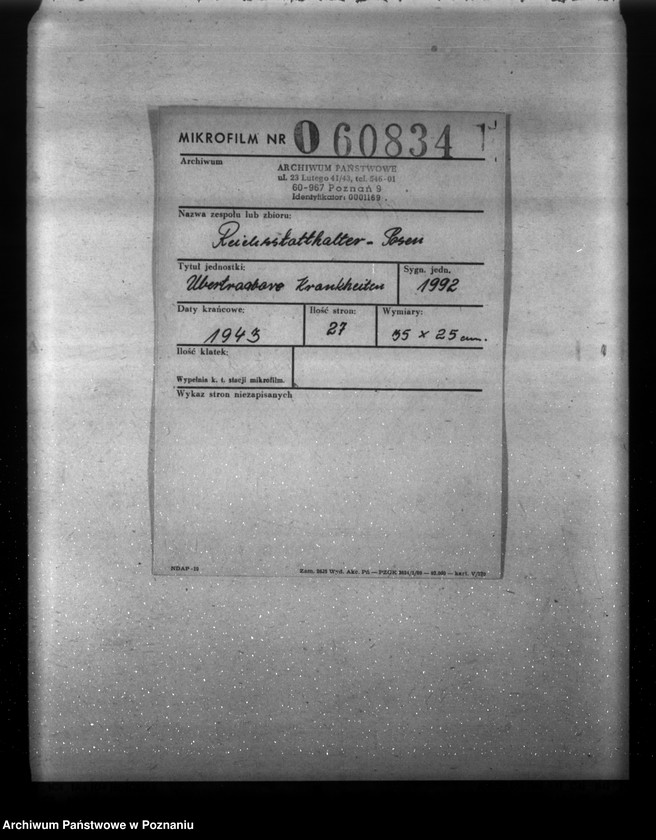 MIKROFILM NR 060834
Archiwum
ARCHIWUM PAŃSTWOWE
ul. 23 Lutego 41/43, tel. 546-01
60-967 Poznań 9
Identyfikator: 0001169
Nazwa zespołu lub zbioru:
Reichsstatthalter - Posen
Tytuł jednostki:
Übertragbare Krankheiten
Sygn. jedn.
1992
Daty krańcowe:
1943
Ilość stron:
27
Wymiary:
35 x 25 cm.
Ilość klatek:
Wypełnia k. t. stacji mikrofilm.
Wykaz stron niezapisanych
NDAP-
Archiwum Państwowe w Poznaniu